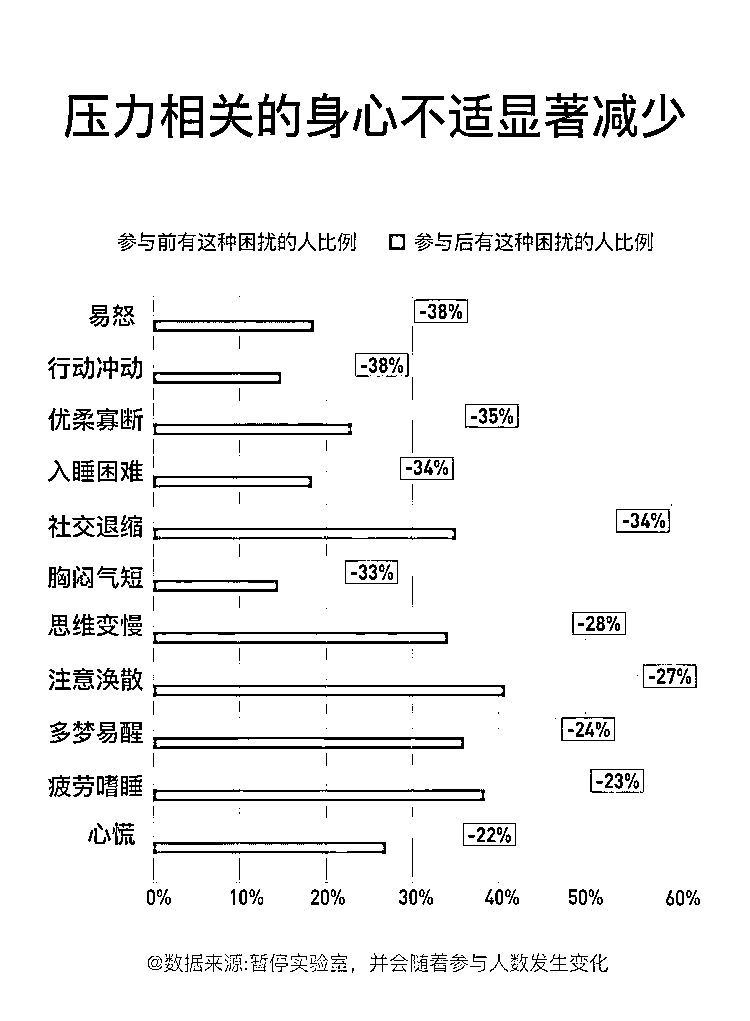 压力相关的身心不适显著减少
参与前有这种困扰的人比例 参与后有这种困扰的人比例
易怒 -38%
行动冲动 -38%
优柔寡断 -35%
入睡困难 -34%
社交退缩 -34%
胸闷气短 -33%
思维变慢 -28%
注意涣散 -27%
多梦易醒 -24%
疲劳嗜睡 -23%
心慌 -22%
0% 10% 20% 30% 40% 50% 60%
@数据来源:暂停实验室，并会随着参与人数发生变化